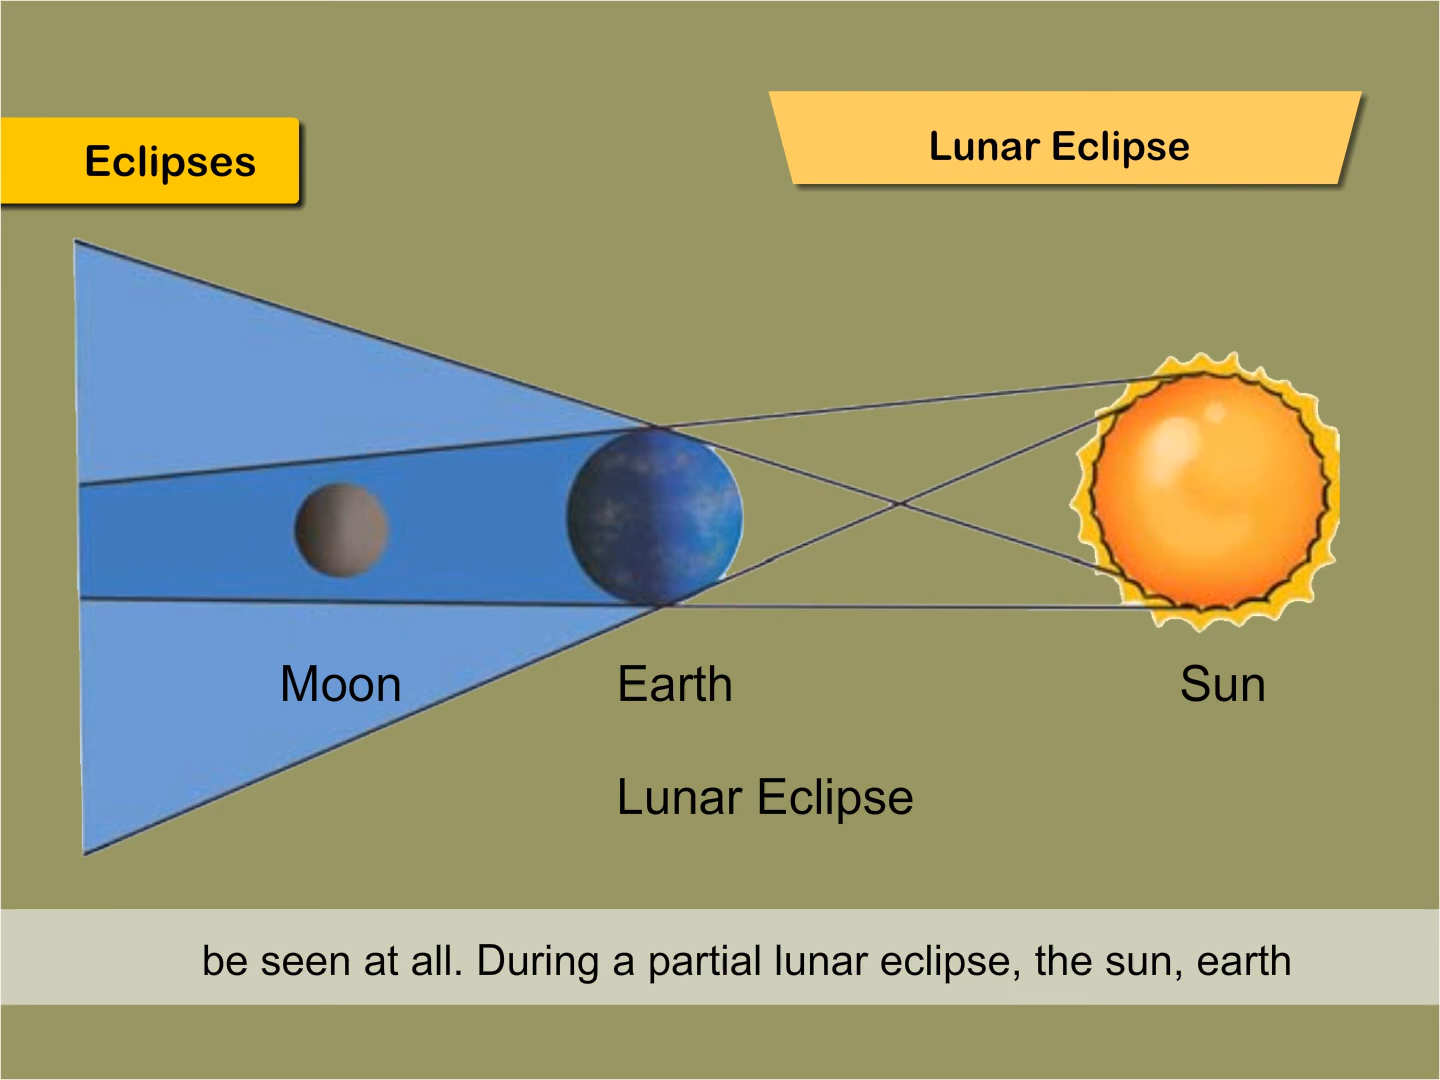 Lunar Eclipse
Eclipses
Moon
Earth
Sun
Lunar Eclipse
be seen at all. During a partial lunar eclipse, the sun, earth